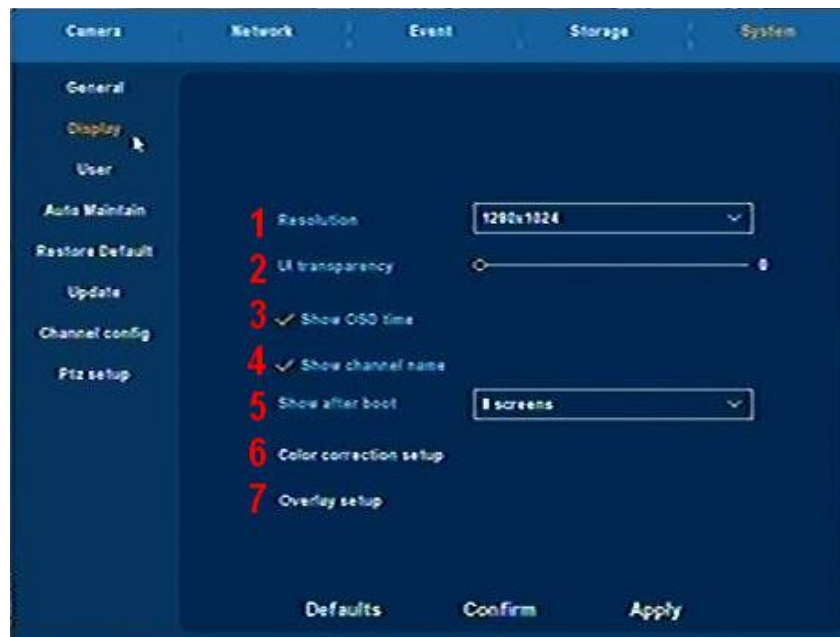 Camera Network Event Storage System
General
Display
User
Auto Maintain
Restore Default
Update
Channel config
Ptz setup
1 Resolution 1280x1024
2 UI transparency 0
3 Show OSD time
4 Show channel name
5 Show after boot 8 screens
6 Color correction setup
7 Overlay setup
Defaults Confirm Apply